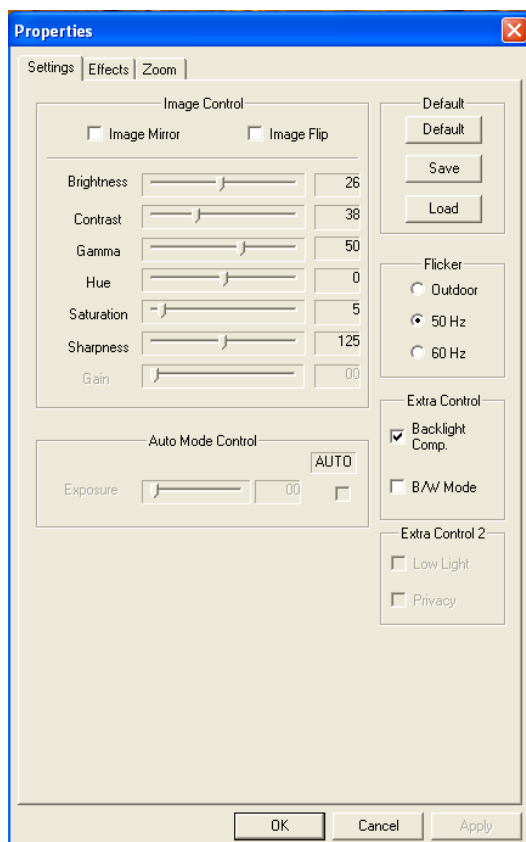 Properties
Settings Effects Zoom
Image Control
Image Mirror Image Flip
Brightness 26
Contrast 38
Gamma 50
Hue 0
Saturation 5
Sharpness 125
Gain 00
Auto Mode Control
AUTO
Exposure 00
Default
Default
Save
Load
Flicker
Outdoor
50 Hz
60 Hz
Extra Control
Backlight
Comp.
B/W Mode
Extra Control 2
Low Light
Privacy
OK Cancel Apply